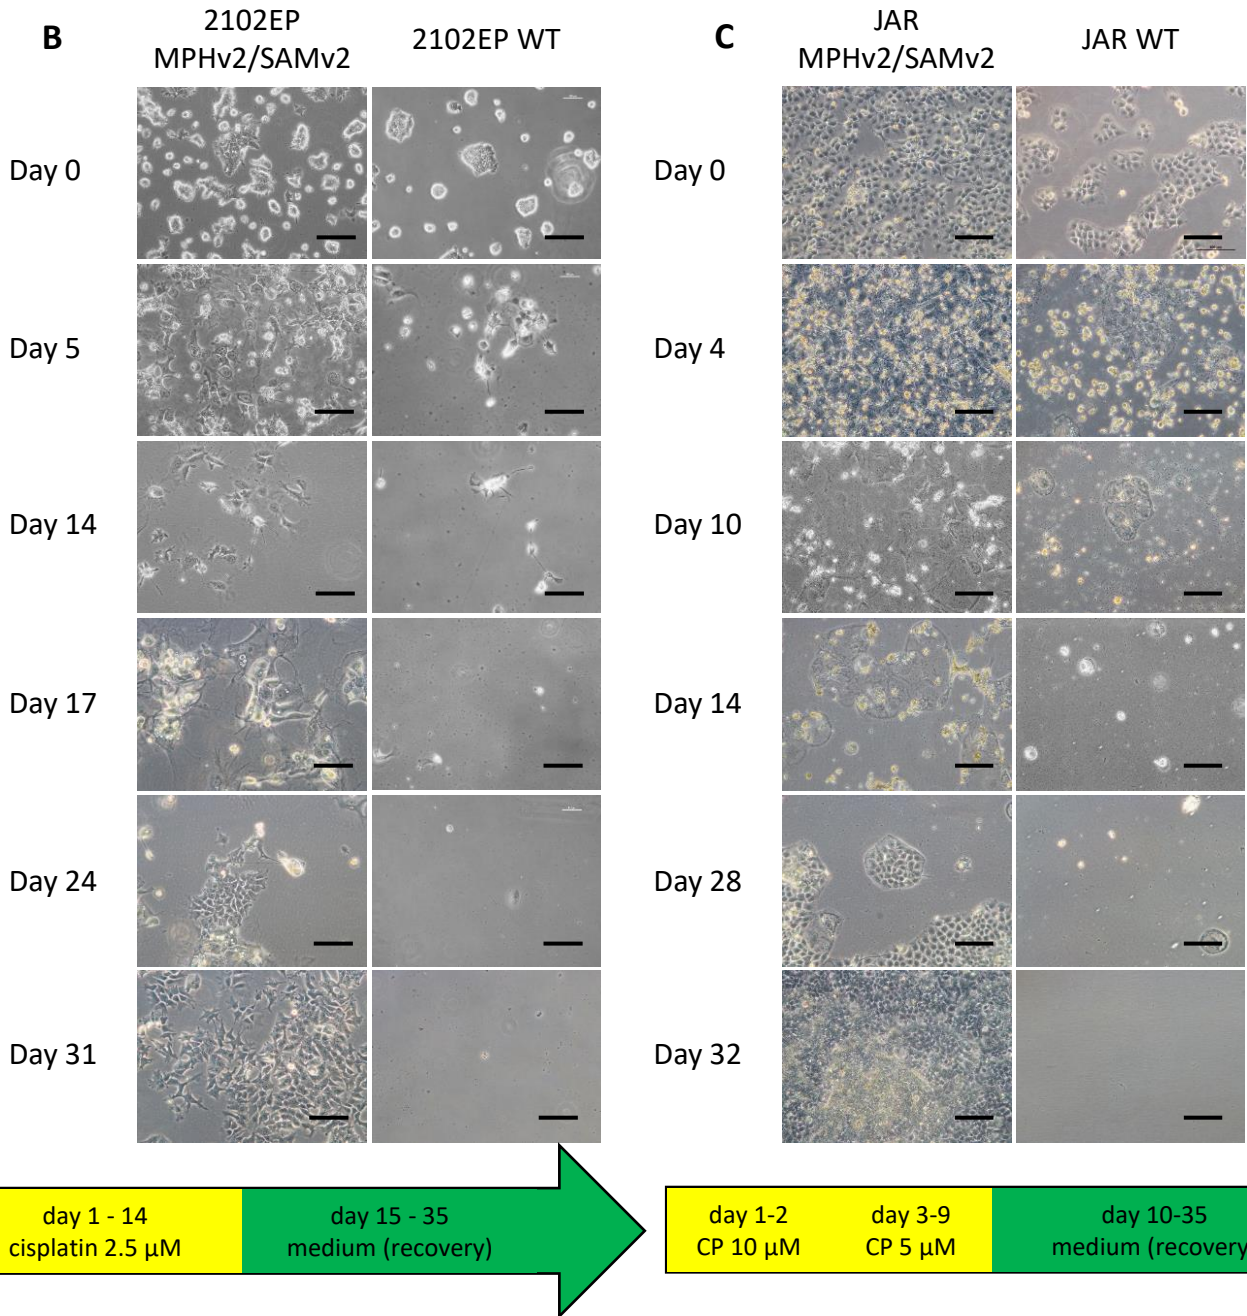 B
2102EP
MPHv2/SAMv2
2102EP WT
Day 0
Day 5
Day 14
Day 17
Day 24
Day 31
day 1 - 14
cisplatin 2.5 µM
day 15 - 35
medium (recovery)
C
JAR
MPHv2/SAMv2
JAR WT
Day 0
Day 4
Day 10
Day 14
Day 28
Day 32
day 1-2
CP 10 µM
day 3-9
CP 5 µM
day 10-35
medium (recovery